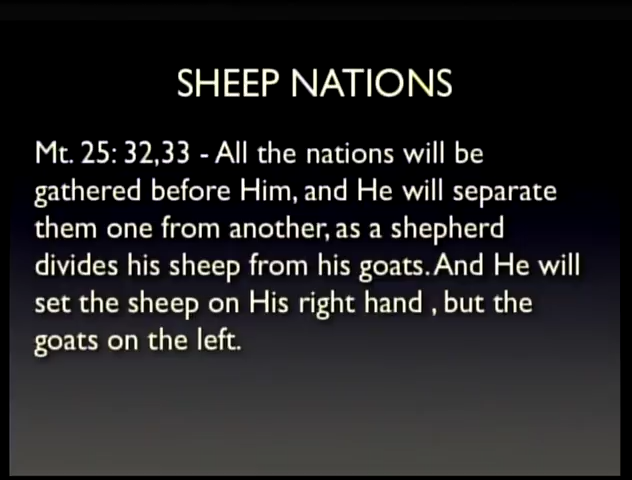 SHEEP NATIONS
Mt. 25: 32,33 - All the nations will be
gathered before Him, and He will separate
them one from another, as a shepherd
divides his sheep from his goats. And He will
set the sheep on His right hand , but the
goats on the left.